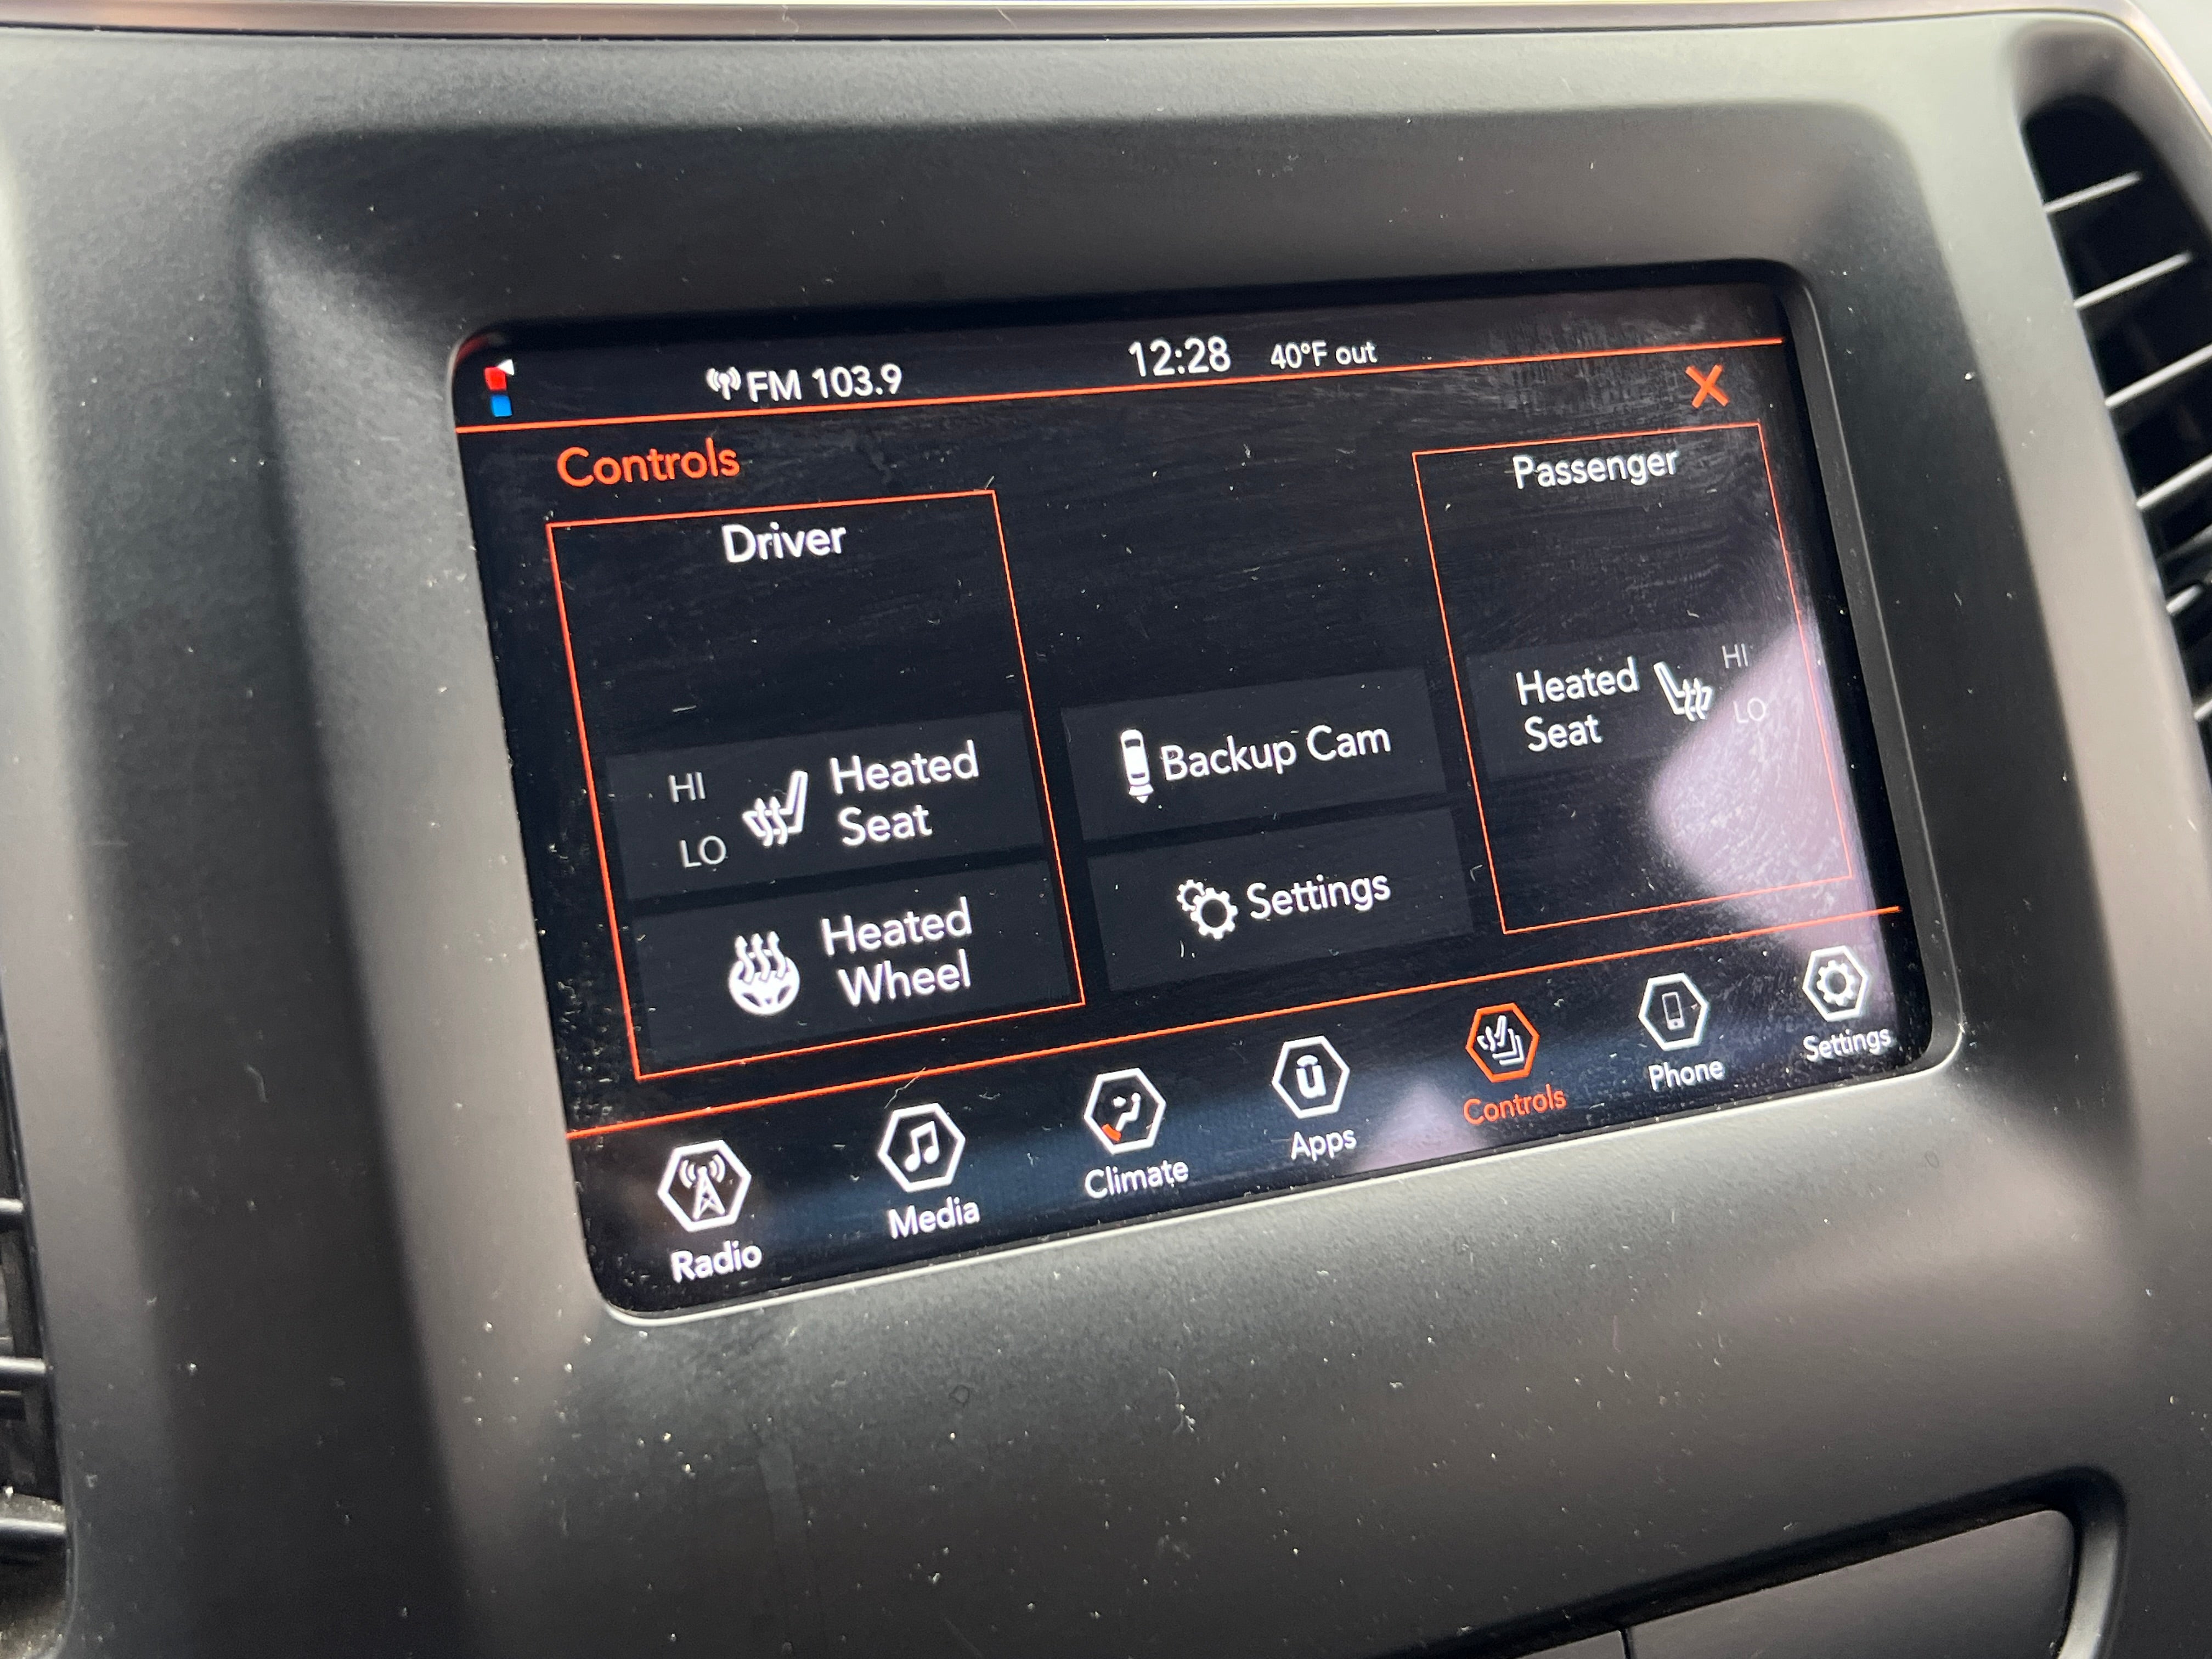 FM 103.9
12:28
40°F out
X
Controls
Driver
HI
LO
Heated
Seat
Heated
Wheel
Backup Cam
Settings
Passenger
Heated
Seat
HI
LO
Radio
Media
Climate
Apps
Controls
Phone
Settings